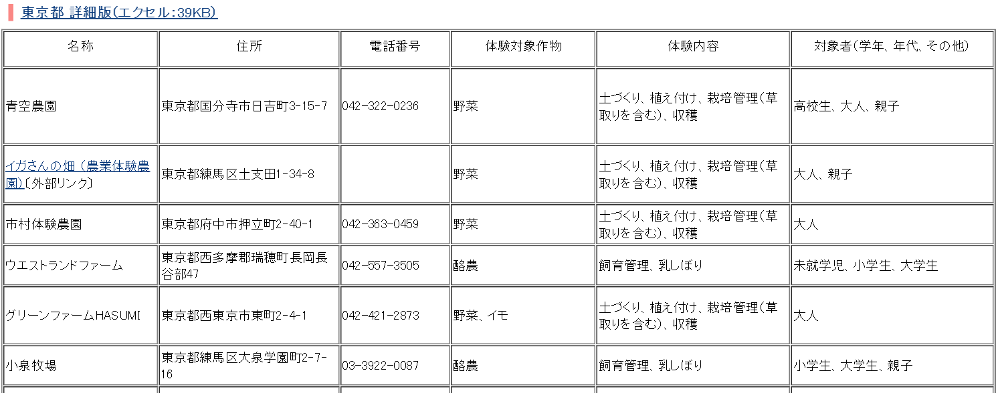 東京都 詳細版(エクセル:39KB)
名称 住所 電話番号 体験対象作物 体験内容 対象者(学年、年代、その他)
青空農園 東京都国分寺市日吉町3-15-7 042-322-0236 野菜 土づくり、植え付け、栽培管理(草
取りを含む)、収穫 高校生、大人、親子
イガさんの畑 (農業体験農
園)〔外部リンク〕 東京都練馬区土支田1-34-8 野菜 土づくり、植え付け、栽培管理(草
取りを含む)、収穫 大人、親子
市村体験農園 東京都府中市押立町2-40-1 042-363-0459 野菜 土づくり、植え付け、栽培管理(草
取りを含む)、収穫 大人
ウエストランドファーム 東京都西多摩郡瑞穂町長岡長
谷部47 042-557-3505 酪農 飼育管理、乳しぼり 未就学児、小学生、大学生
グリーンファームHASUMI 東京都西東京市東町2-4-1 042-421-2873 野菜、イモ 土づくり、植え付け、栽培管理(草
取りを含む)、収穫 大人
小泉牧場 東京都練馬区大泉学園町2-7-
16 03-3922-0087 酪農 飼育管理、乳しぼり 小学生、大学生、親子